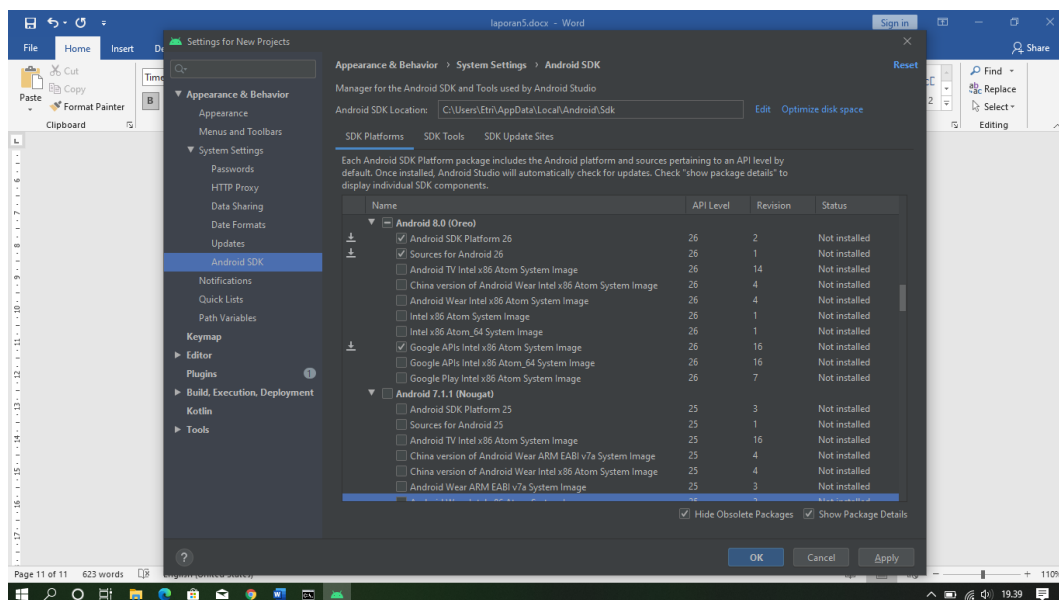 laporan5.docx - Word
Sign in
File Home Insert De
Share
Cut
Copy
Paste
Format Painter
Clipboard
Time
B
Find
Replace
Select
Editing
Settings for New Projects
Appearance & Behavior
Appearance
Menus and Toolbars
System Settings
Passwords
HTTP Proxy
Data Sharing
Date Formats
Updates
Android SDK
Notifications
Quick Lists
Path Variables
Keymap
Editor
Plugins 1
Build, Execution, Deployment
Kotlin
Tools
Appearance & Behavior › System Settings › Android SDK Reset
Manager for the Android SDK and Tools used by Android Studio
Android SDK Location: C:\Users\Etri\AppData\Local\Android\Sdk Edit Optimize disk space
SDK Platforms SDK Tools SDK Update Sites
Each Android SDK Platform package includes the Android platform and sources pertaining to an API level by
default. Once installed, Android Studio will automatically check for updates. Check "show package details" to
display individual SDK components.
Name API Level Revision Status
Android 8.0 (Oreo)
Android SDK Platform 26 26 2 Not installed
Sources for Android 26 26 1 Not installed
Android TV Intel x86 Atom System Image 26 14 Not installed
China version of Android Wear Intel x86 Atom System Image 26 4 Not installed
Android Wear Intel x86 Atom System Image 26 4 Not installed
Intel x86 Atom System Image 26 1 Not installed
Intel x86 Atom_64 System Image 26 1 Not installed
Google APIs Intel x86 Atom System Image 26 16 Not installed
Google APIs Intel x86 Atom_64 System Image 26 16 Not installed
Google Play Intel x86 Atom System Image 26 7 Not installed
Android 7.1.1 (Nougat)
Android SDK Platform 25 25 3 Not installed
Sources for Android 25 25 1 Not installed
Android TV Intel x86 Atom System Image 25 16 Not installed
China version of Android Wear ARM EABI v7a System Image 25 4 Not installed
China version of Android Wear Intel x86 Atom System Image 25 4 Not installed
Android Wear ARM EABI v7a System Image 25 3 Not installed
Hide Obsolete Packages Show Package Details
? OK Cancel Apply
Page 11 of 11 623 words English (United States) 110%
19.39